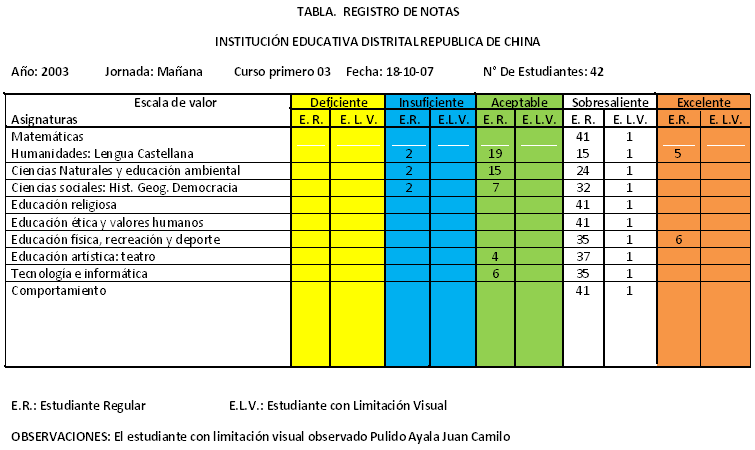 TABLA. REGISTRO DE NOTAS
INSTITUCIÓN EDUCATIVA DISTRITAL REPUBLICA DE CHINA
Año: 2003 Jornada: Mañana Curso primero 03 Fecha: 18-10-07 N° De Estudiantes: 42
Escala de valor Deficiente Insuficiente Aceptable Sobresaliente Excelente
Asignaturas E. R. E. L. V. E.R. E.L.V. E. R. E.L.V. E. R. E. L.V. E.R. E. L.V.
Matemáticas 41 1
Humanidades: Lengua Castellana 2 19 15 1 5
Ciencias Naturales y educación ambiental 2 15 24 1
Ciencias sociales: Hist. Geog. Democracia 2 7 32 1
Educación religiosa 41 1
Educación ética y valores humanos 41 1
Educación física, recreación y deporte 35 1 6
Educación artística: teatro 4 37 1
Tecnología e informática 6 35 1
Comportamiento 41 1
E.R.: Estudiante Regular E.L.V.: Estudiante con Limitación Visual
OBSERVACIONES: El estudiante con limitación visual observado Pulido Ayala Juan Camilo